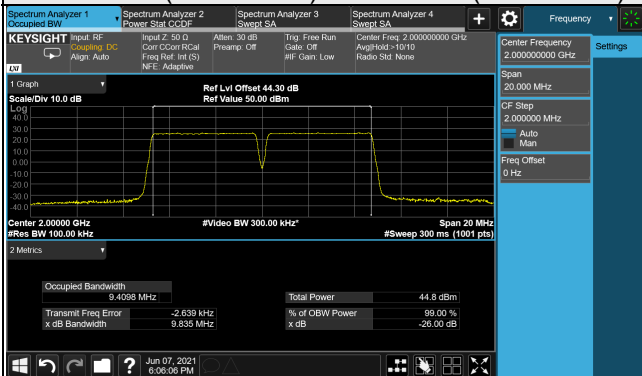 Spectrum Analyzer 1
Occupied BW
Spectrum Analyzer 2
Power Stat CCDF
Spectrum Analyzer 3
Swept SA
Spectrum Analyzer 4
Swept SA
Frequency
KEYSIGHT
Input: RF
Coupling: DC
Align: Auto
Input Z: 50 Ω
Corr CCorr RCal
Freq Ref: Int (S)
NFE: Adaptive
Atten: 30 dB
Preamp: Off
Trig: Free Run
Gate: Off
#IF Gain: Low
Center Freq: 2.000000000 GHz
Avg|Hold:>10/10
Radio Std: None
LXI
Center Frequency
2.000000000 GHz
Settings
Span
20.000 MHz
CF Step
2.000000 MHz
Auto
Man
Freq Offset
0 Hz
1 Graph
Scale/Div 10.0 dB
Ref Lvl Offset 44.30 dB
Ref Value 50.00 dBm
Log
40.0
30.0
20.0
10.0
0.00
-10.0
-20.0
-30.0
-40.0
Center 2.00000 GHz
#Res BW 100.00 kHz
#Video BW 300.00 kHz*
Span 20 MHz
#Sweep 300 ms (1001 pts)
2 Metrics
Occupied Bandwidth
9.4098 MHz
Total Power 44.8 dBm
Transmit Freq Error -2.639 kHz
% of OBW Power 99.00 %
x dB Bandwidth 9.835 MHz
x dB -26.00 dB
?
Jun 07, 2021
6:06:06 PM